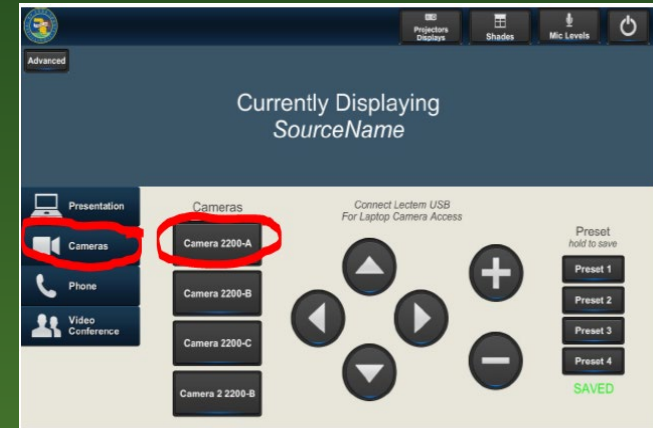 Projectors
Displays
Shades
Mic Levels
Advanced
Currently Displaying
SourceName
Presentation
Cameras
Phone
Video
Conference
Cameras
Camera 2200-A
Camera 2200-B
Camera 2200-C
Camera 2 2200-B
Connect Lectern USB
For Laptop Camera Access
Preset
hold to save
Preset 1
Preset 2
Preset 3
Preset 4
SAVED